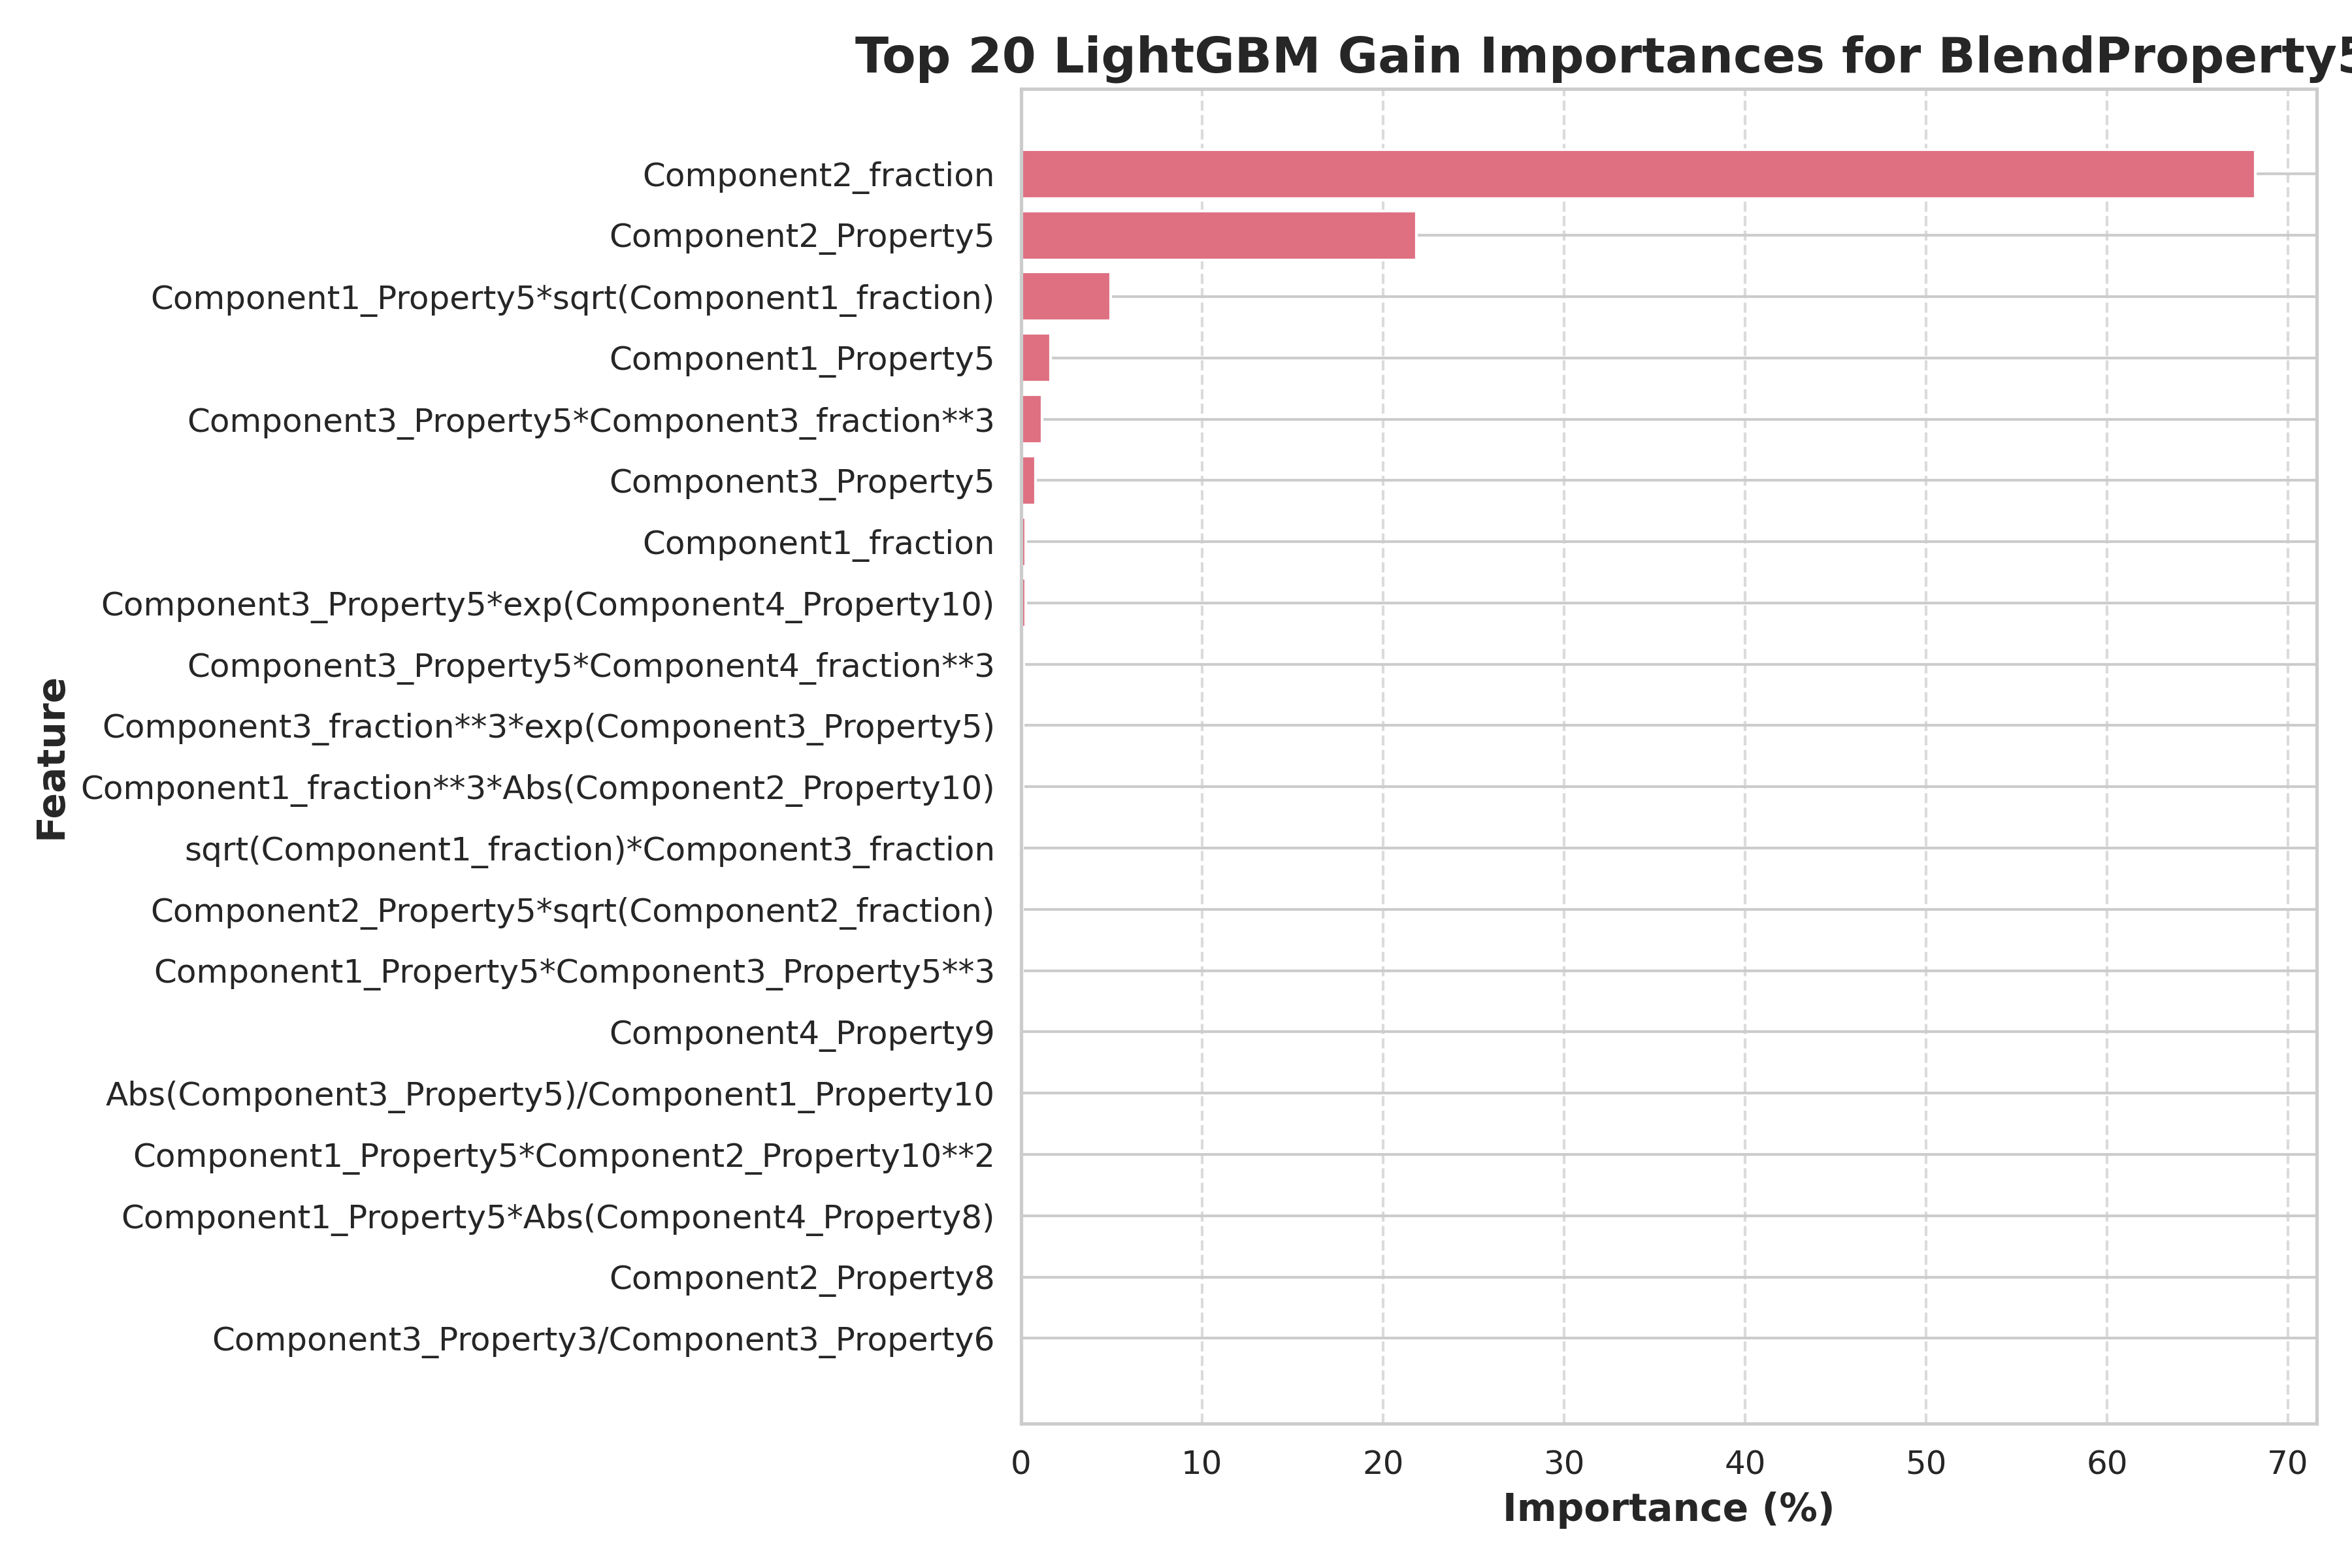 Top 20 LightGBM Gain Importances for BlendProperty5
Component2_fraction
Component2_Property5
Component1_Property5*sqrt(Component1_fraction)
Component1_Property5
Component3_Property5*Component3_fraction**3
Component3_Property5
Component1_fraction
Component3_Property5*exp(Component4_Property10)
Component3_Property5*Component4_fraction**3
Component3_fraction**3*exp(Component3_Property5)
Component1_fraction**3*Abs(Component2_Property10)
sqrt(Component1_fraction)*Component3_fraction
Component2_Property5*sqrt(Component2_fraction)
Component1_Property5*Component3_Property5**3
Component4_Property9
Abs(Component3_Property5)/Component1_Property10
Component1_Property5*Component2_Property10**2
Component1_Property5*Abs(Component4_Property8)
Component2_Property8
Component3_Property3/Component3_Property6
Feature
0 10 20 30 40 50 60 70
Importance (%)